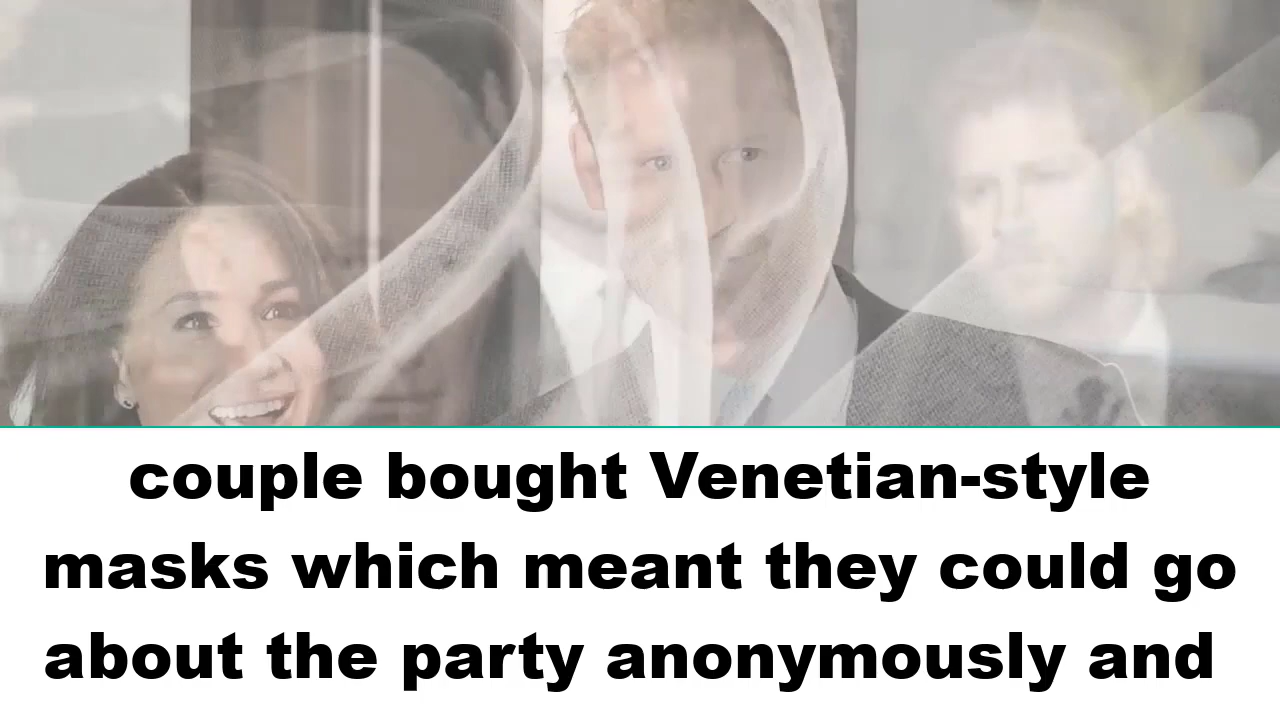 couple bought Venetian-style
masks which meant they could go
about the party anonymously and